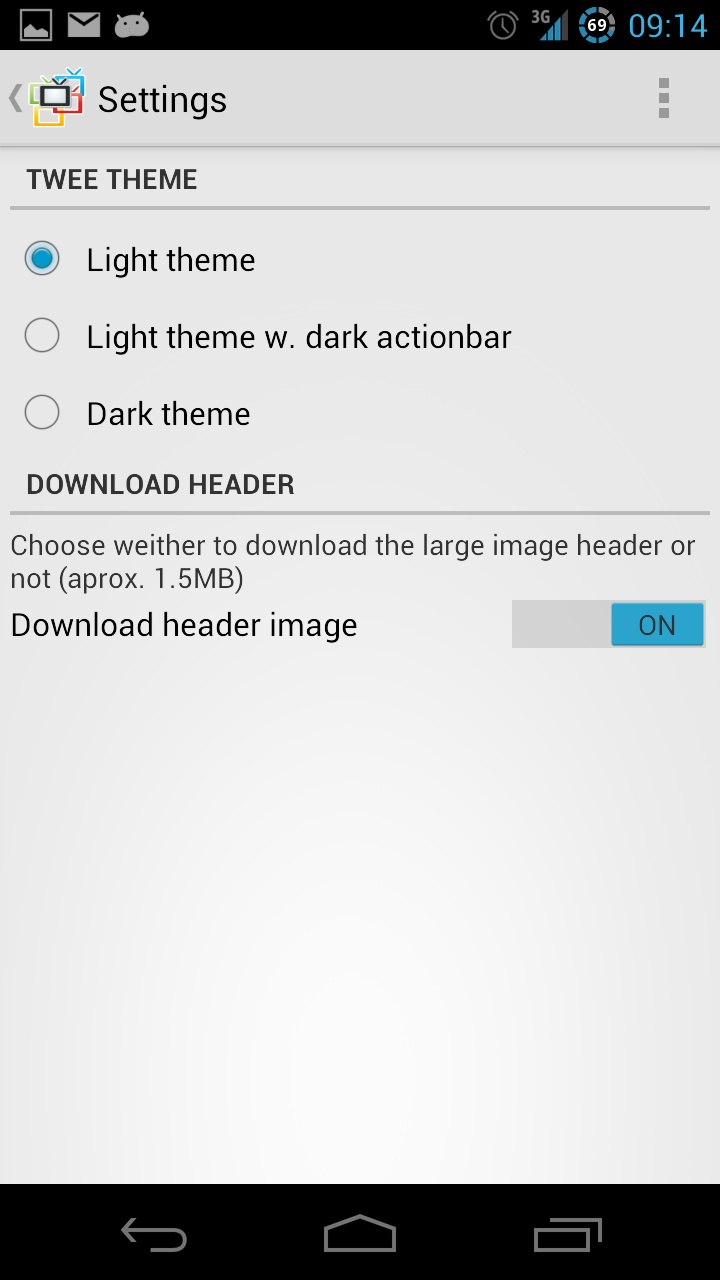 3G 69 09:14
Settings
TWEE THEME
Light theme
Light theme w. dark actionbar
Dark theme
DOWNLOAD HEADER
Choose weither to download the large image header or
not (aprox. 1.5MB)
Download header image ON